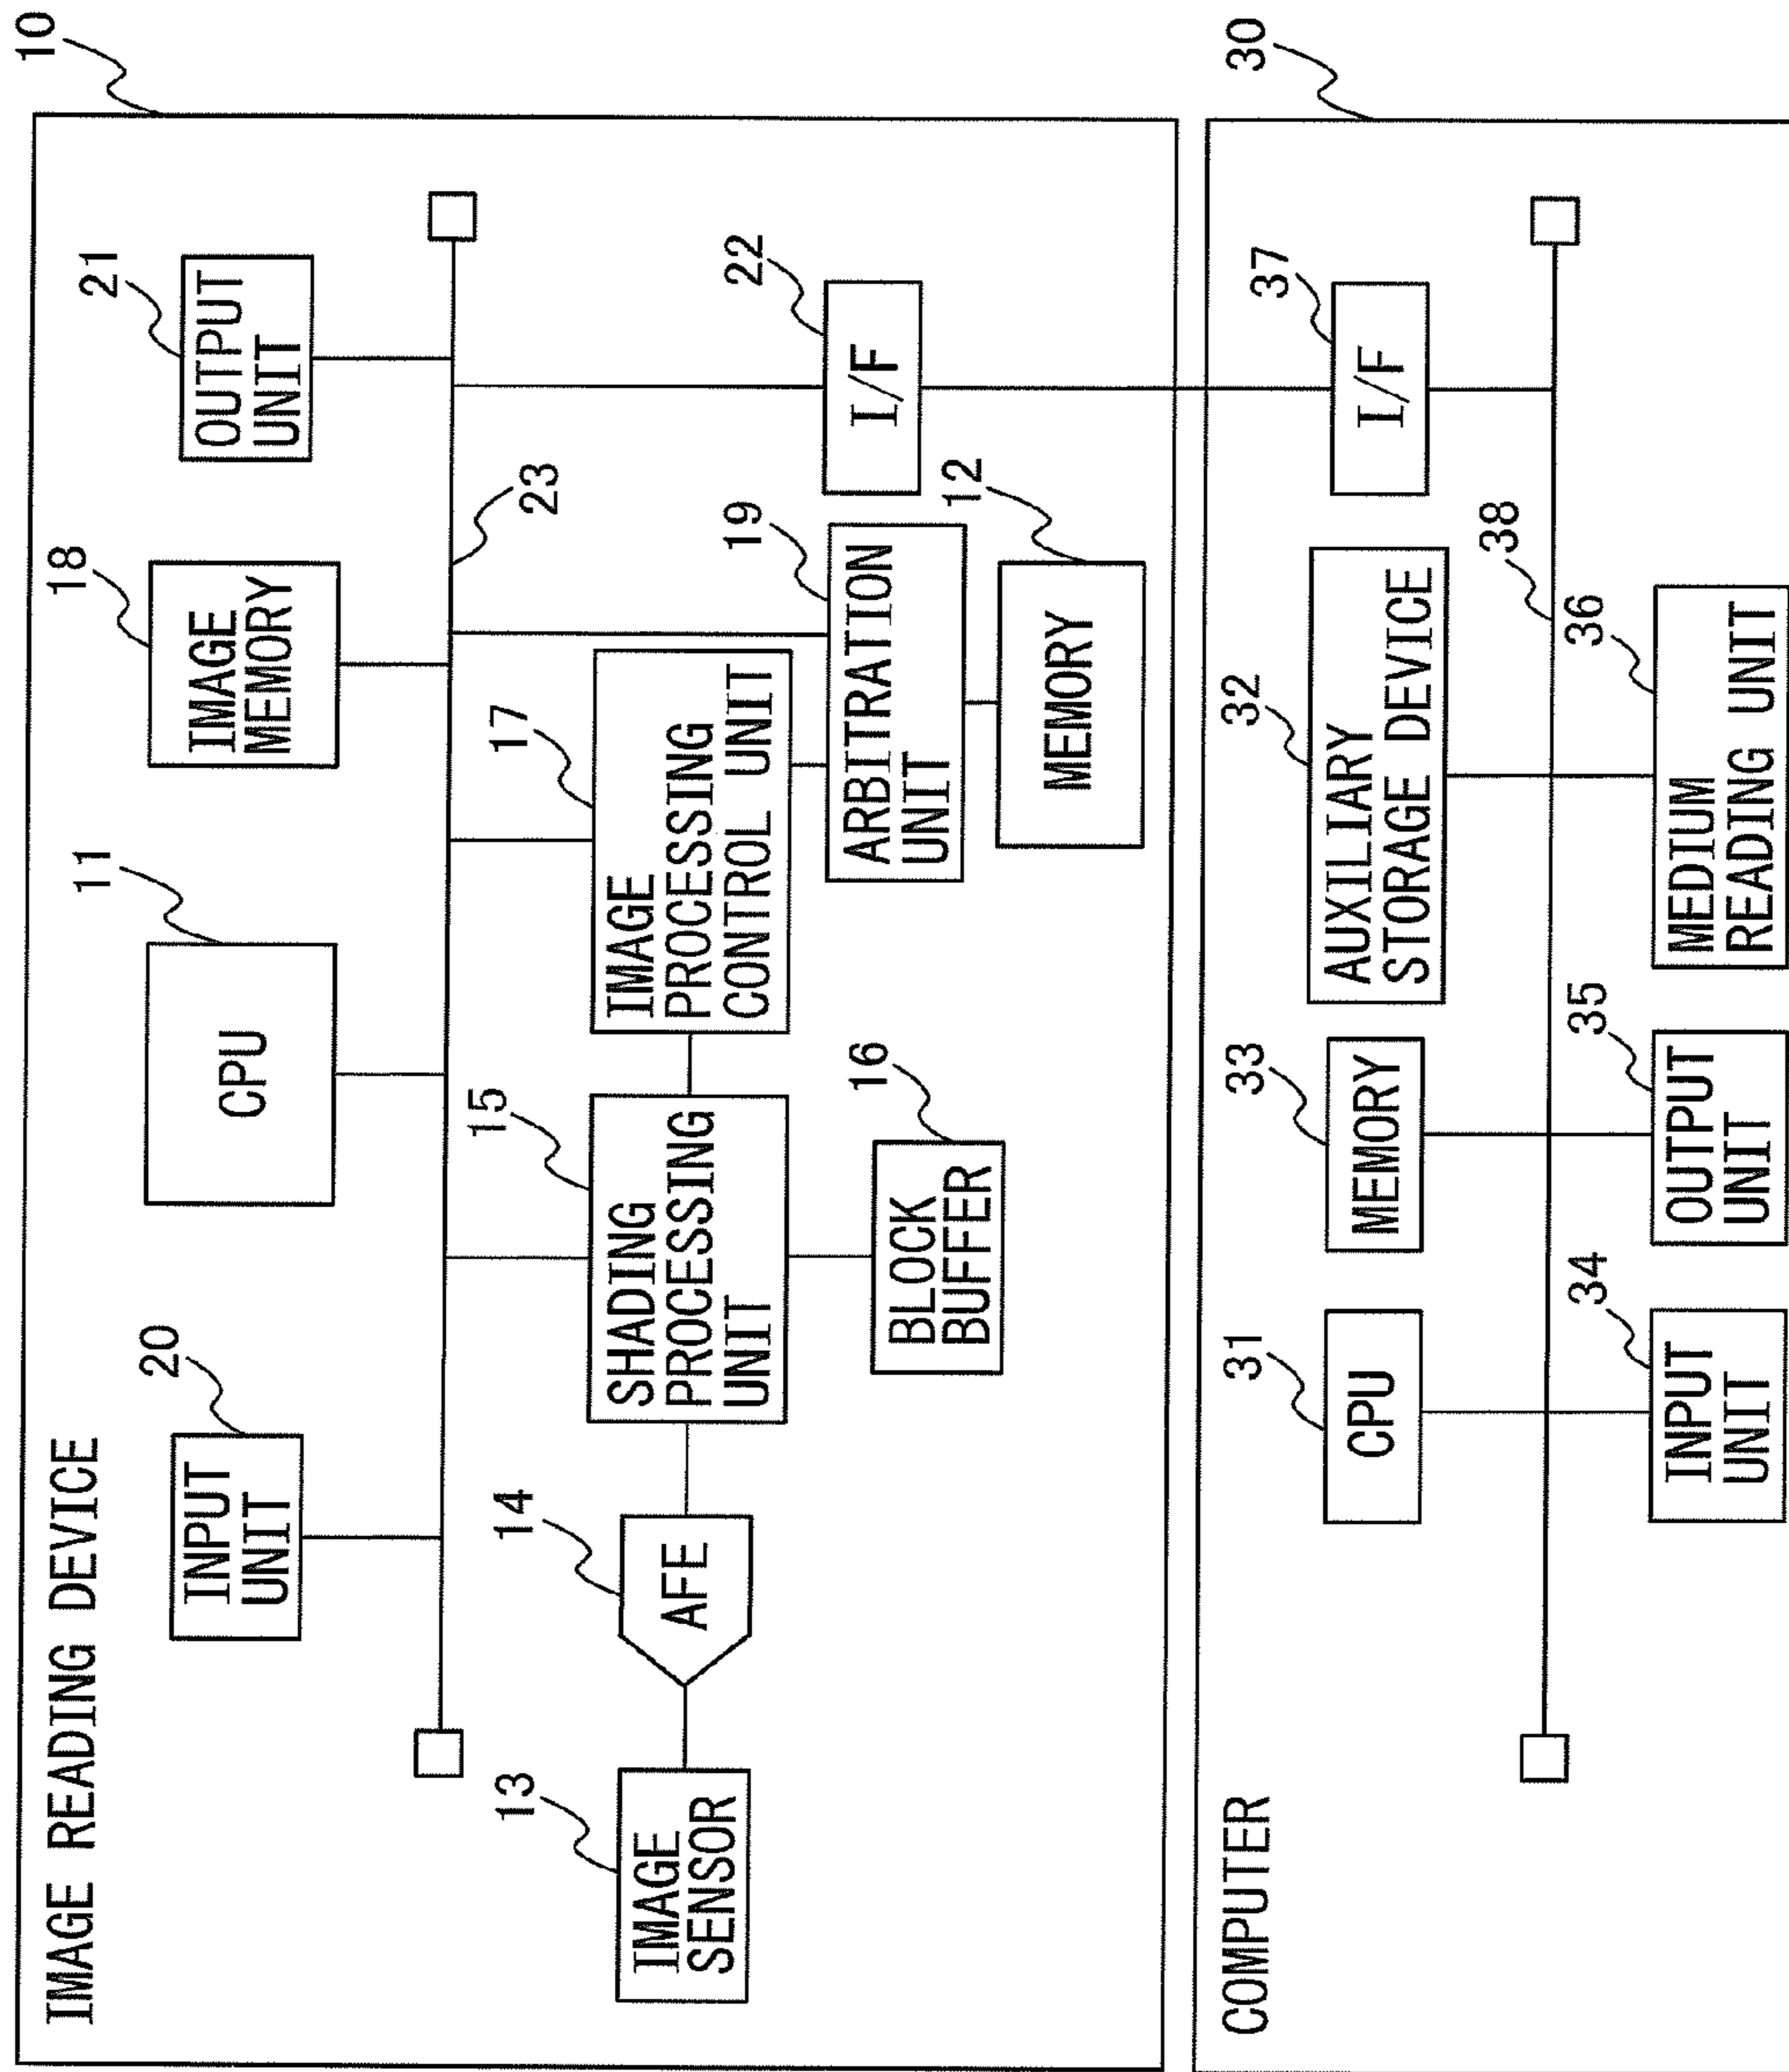 10
IMAGE READING DEVICE
20
INPUT
UNIT
11
CPU
18
IMAGE
MEMORY
21
OUTPUT
UNIT
23
13
IMAGE
SENSOR
14
AFE
15
SHADING
PROCESSING
UNIT
17
IMAGE
PROCESSING
CONTROL UNIT
16
BLOCK
BUFFER
19
ARBITRATION
UNIT
22
I/F
12
MEMORY
30
COMPUTER
31
CPU
33
MEMORY
32
AUXILIARY
STORAGE DEVICE
37
I/F
38
34
INPUT
UNIT
35
OUTPUT
UNIT
36
MEDIUM
READING UNIT